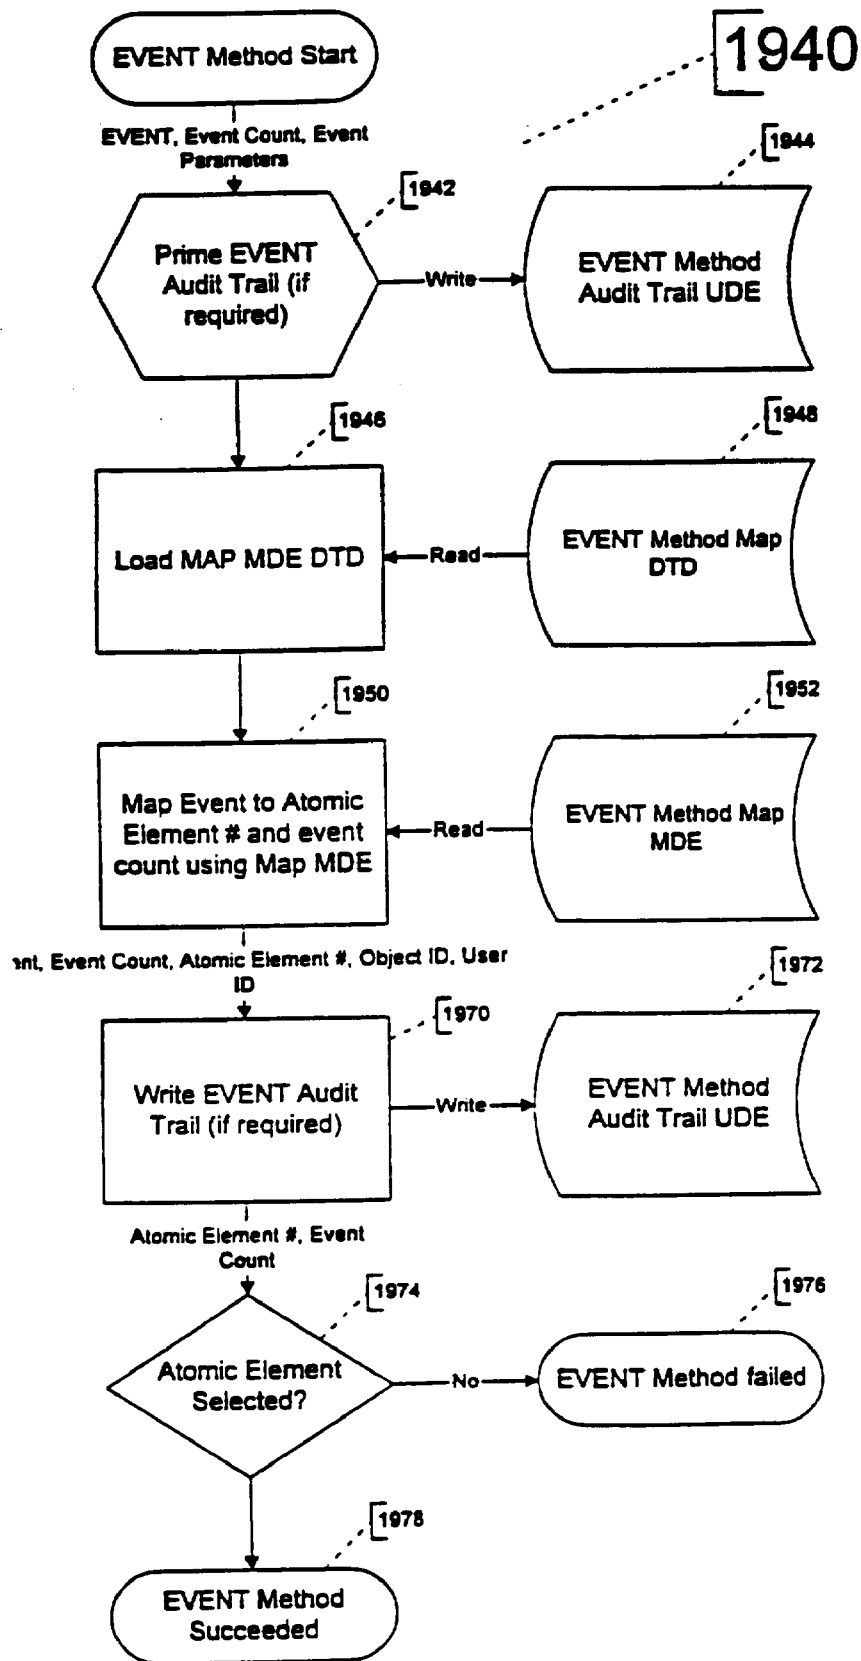 EVENT Method Start
1940
EVENT, Event Count, Event
Parameters
1944
1942
Prime EVENT
Audit Trail (if
required)
Write
EVENT Method
Audit Trail UDE
1946
1948
Load MAP MDE DTD
Read
EVENT Method Map
DTD
1950
1952
Map Event to Atomic
Element # and event
count using Map MDE
Read
EVENT Method Map
MDE
Event Count, Atomic Element #, Object ID, User
ID
1970
1972
Write EVENT Audit
Trail (if required)
Write
EVENT Method
Audit Trail UDE
Atomic Element #, Event
Count
1974
1976
Atomic Element
Selected?
No
EVENT Method failed
1978
EVENT Method
Succeeded